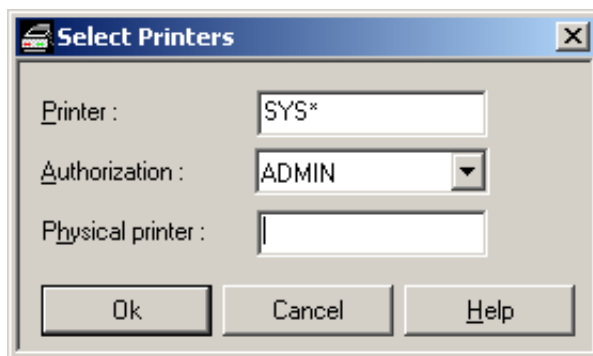 Select Printers
Printer : SYS*
Authorization : ADMIN
Physical printer :
Ok Cancel Help